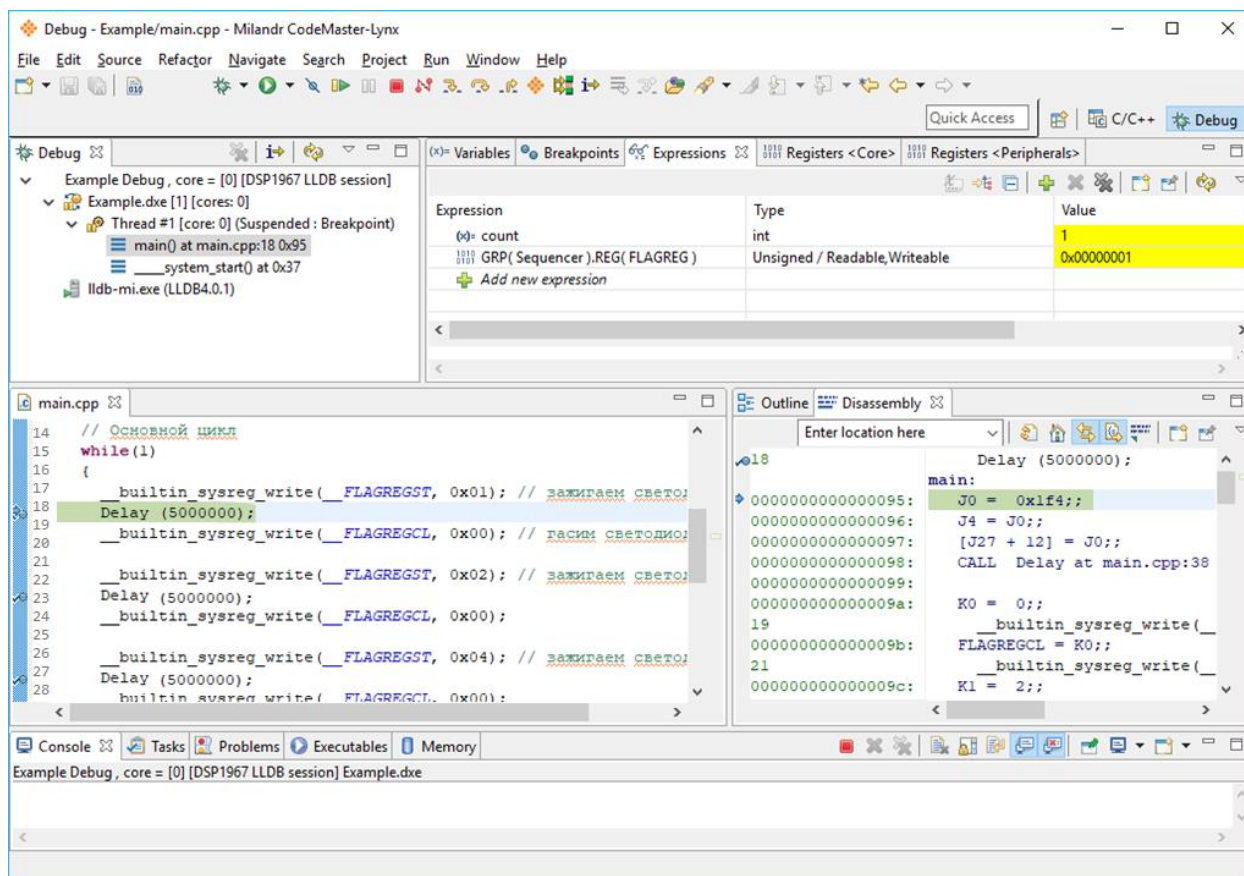 Debug - Example/main.cpp - Milandr CodeMaster-Lynx
File Edit Source Refactor Navigate Search Project Run Window Help
Quick Access C/C++ Debug
Debug
Example Debug , core = [0] [DSP1967 LLDB session]
Example.dxe [1] [cores: 0]
Thread #1 [core: 0] (Suspended : Breakpoint)
main() at main.cpp:18 0x95
____system_start() at 0x37
lldb-mi.exe (LLDB4.0.1)
(x)= Variables Breakpoints Expressions Registers <Core> Registers <Peripherals>
Expression Type Value
(x)= count int 1
GRP( Sequencer ).REG( FLAGREG ) Unsigned / Readable,Writeable 0x00000001
Add new expression
main.cpp
14 // Основной цикл
15 while(1)
16 {
17 __builtin_sysreg_write(__FLAGREGST, 0x01); // зажигаем
18 Delay (5000000);
19 __builtin_sysreg_write(__FLAGREGCL, 0x00); // гасим светодиод
20
21
22 __builtin_sysreg_write(__FLAGREGST, 0x02); // зажигаем
23 Delay (5000000);
24 __builtin_sysreg_write(__FLAGREGCL, 0x00);
25
26 __builtin_sysreg_write(__FLAGREGST, 0x04); // зажигаем
27 Delay (5000000);
28 __builtin_sysreg_write(__FLAGREGCL, 0x00);
Outline Disassembly
Enter location here
18 Delay (5000000);
main:
0000000000000095: J0 = 0x1f4;;
0000000000000096: J4 = J0;;
0000000000000097: [J27 + 12] = J0;;
0000000000000098: CALL Delay at main.cpp:38
0000000000000099:
000000000000009a: K0 = 0;;
19 __builtin_sysreg_write(_
000000000000009b: FLAGREGCL = K0;;
21 __builtin_sysreg_write(_
000000000000009c: K1 = 2;;
Console Tasks Problems Executables Memory
Example Debug , core = [0] [DSP1967 LLDB session] Example.dxe